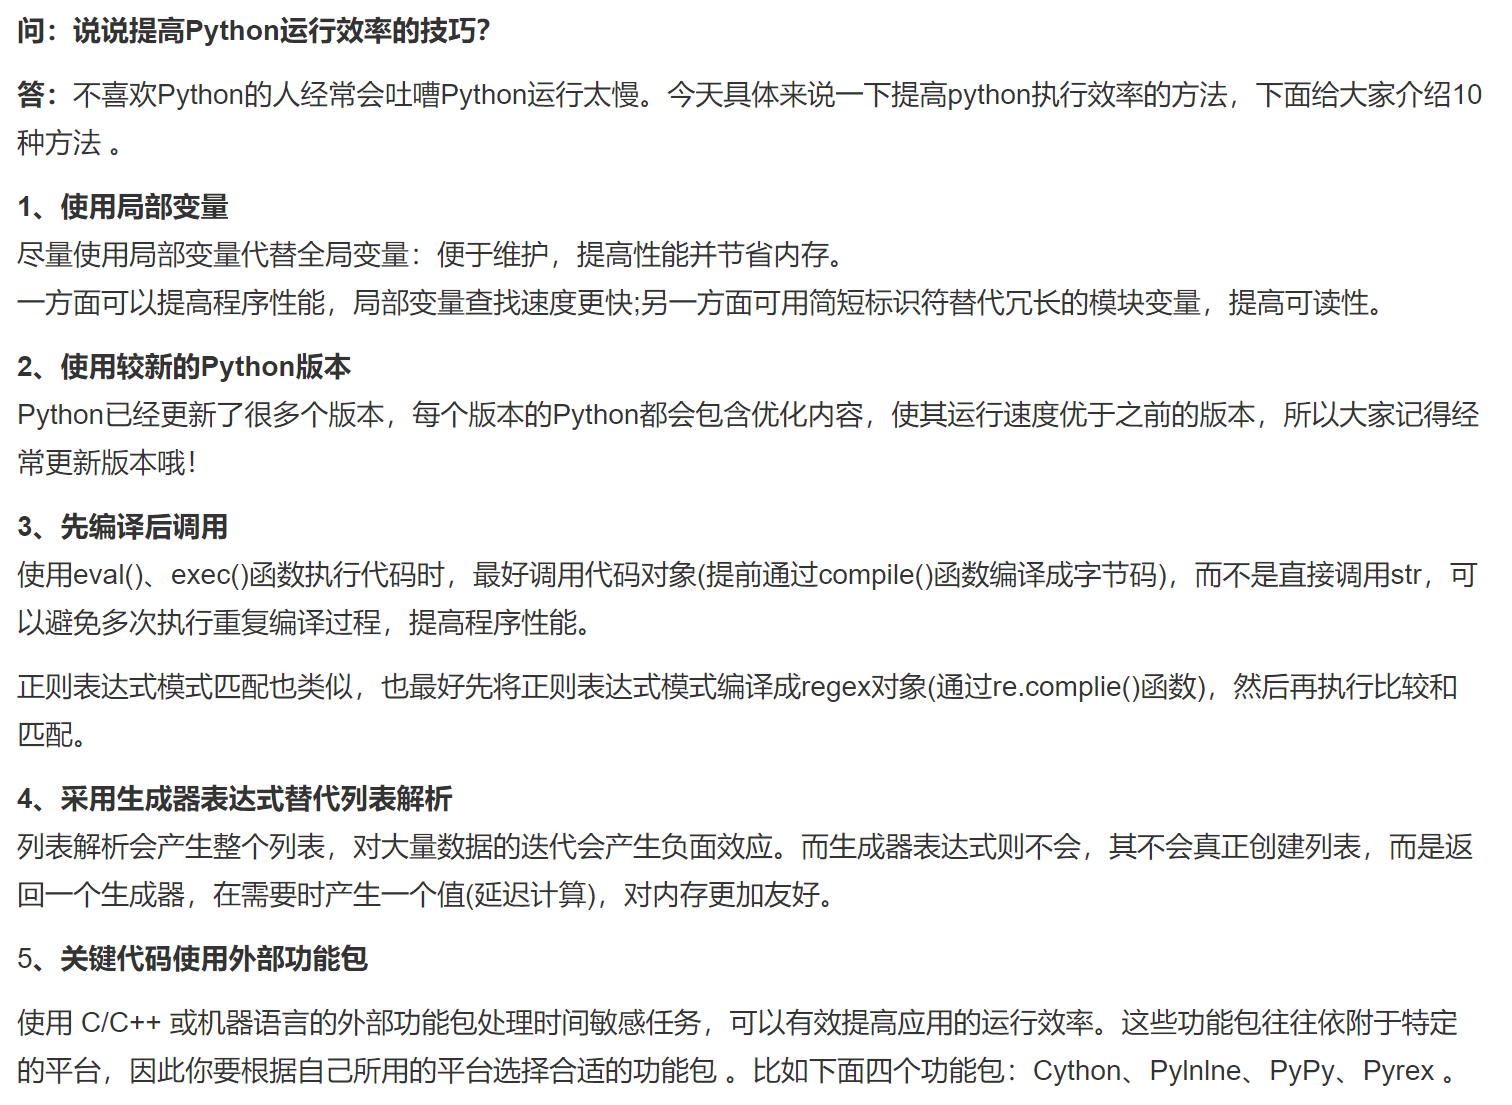 问：说说提高Python运行效率的技巧？
答：不喜欢Python的人经常会吐嘈Python运行太慢。今天具体来说一下提高python执行效率的方法，下面给大家介绍10
种方法 。
1、使用局部变量
尽量使用局部变量代替全局变量：便于维护，提高性能并节省内存。
一方面可以提高程序性能，局部变量查找速度更快;另一方面可用简短标识符替代冗长的模块变量，提高可读性。
2、使用较新的Python版本
Python已经更新了很多个版本，每个版本的Python都会包含优化内容，使其运行速度优于之前的版本，所以大家记得经
常更新版本哦！
3、先编译后调用
使用eval()、exec()函数执行代码时，最好调用代码对象(提前通过compile()函数编译成字节码)，而不是直接调用str，可
以避免多次执行重复编译过程，提高程序性能。
正则表达式模式匹配也类似，也最好先将正则表达式模式编译成regex对象(通过re.complie()函数)，然后再执行比较和
匹配。
4、采用生成器表达式替代列表解析
列表解析会产生整个列表，对大量数据的迭代会产生负面效应。而生成器表达式则不会，其不会真正创建列表，而是返
回一个生成器，在需要时产生一个值(延迟计算)，对内存更加友好。
5、关键代码使用外部功能包
使用 C/C++ 或机器语言的外部功能包处理时间敏感任务，可以有效提高应用的运行效率。这些功能包往往依附于特定
的平台，因此你要根据自己所用的平台选择合适的功能包 。比如下面四个功能包：Cython、Pylnlne、PyPy、Pyrex 。